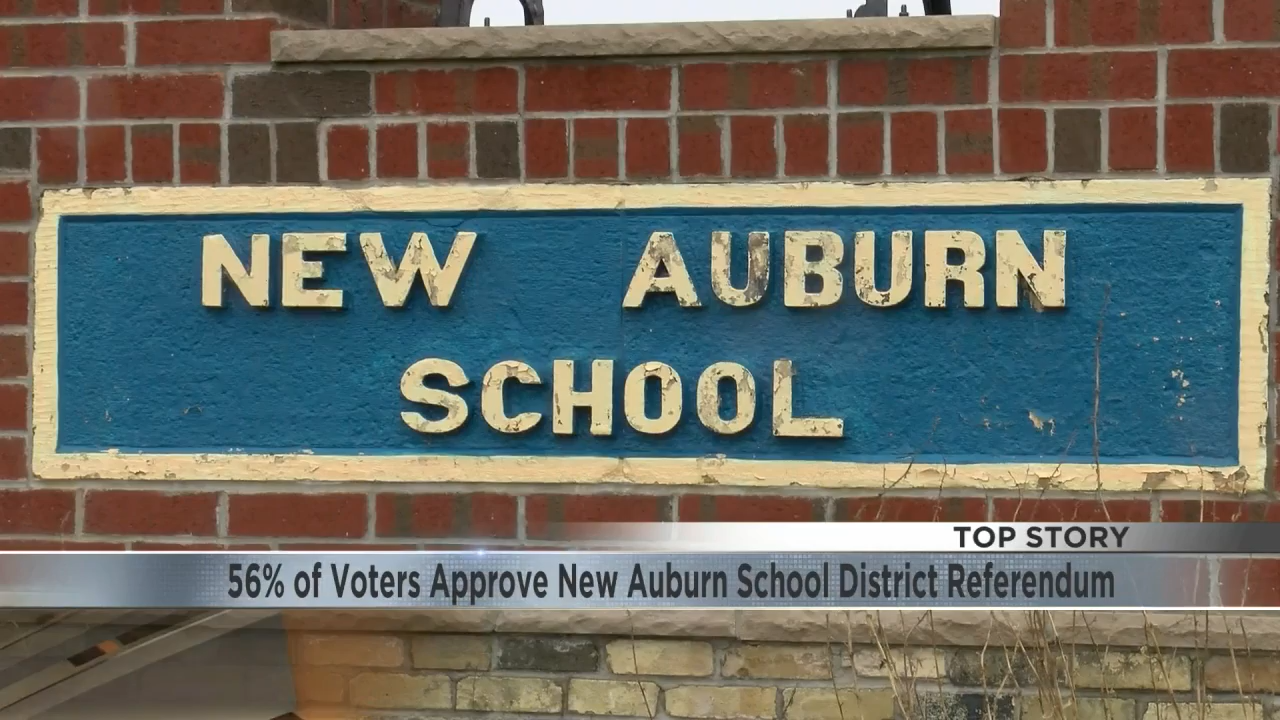 NEW AUBURN
SCHOOL
TOP STORY
56% of Voters Approve New Auburn School District Referendum